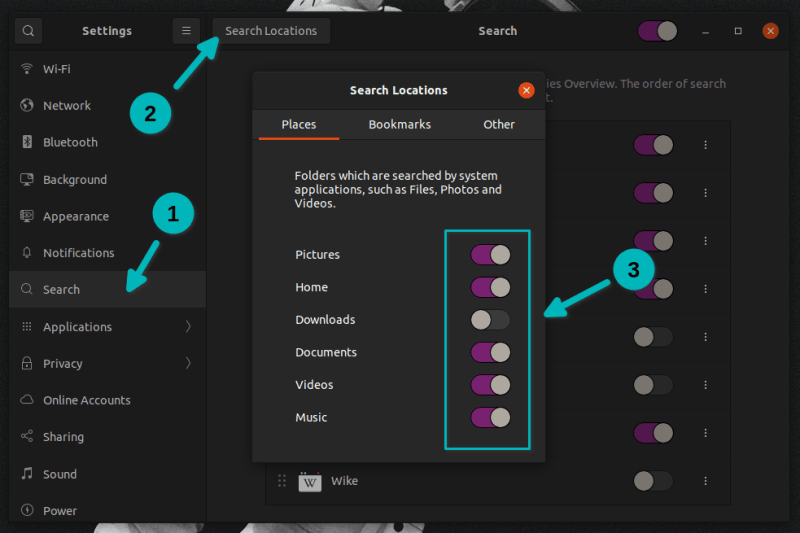 Settings
Search Locations
Search
Wi-Fi
Network
Bluetooth
Background
Appearance
Notifications
Search
Applications
Privacy
Online Accounts
Sharing
Sound
Power
ies Overview. The order of search
t.
Search Locations
Places
Bookmarks
Other
Folders which are searched by system
applications, such as Files, Photos and
Videos.
Pictures
Home
Downloads
Documents
Videos
Music
W
Wike
1
2
3